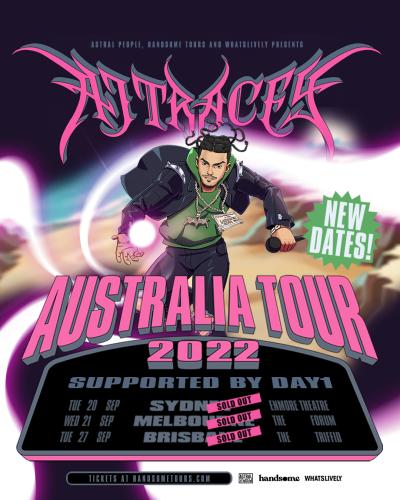 ASTRAL PEOPLE, HANDSOME TOURS AND WHATSLIVELY PRESENTS
AJ TRACEY
NEW
DATES!
AUSTRALIA TOUR
2022
SUPPORTED BY DAY1
TUE 20 SEP SYDNEY SOLD OUT ENMORE THEATRE
WED 21 SEP MELBOURNE SOLD OUT THE FORUM
TUE 27 SEP BRISBANE SOLD OUT THE TRIFFID
TICKETS AT HANDSOMETOURS.COM
handsome WHATSLIVELY